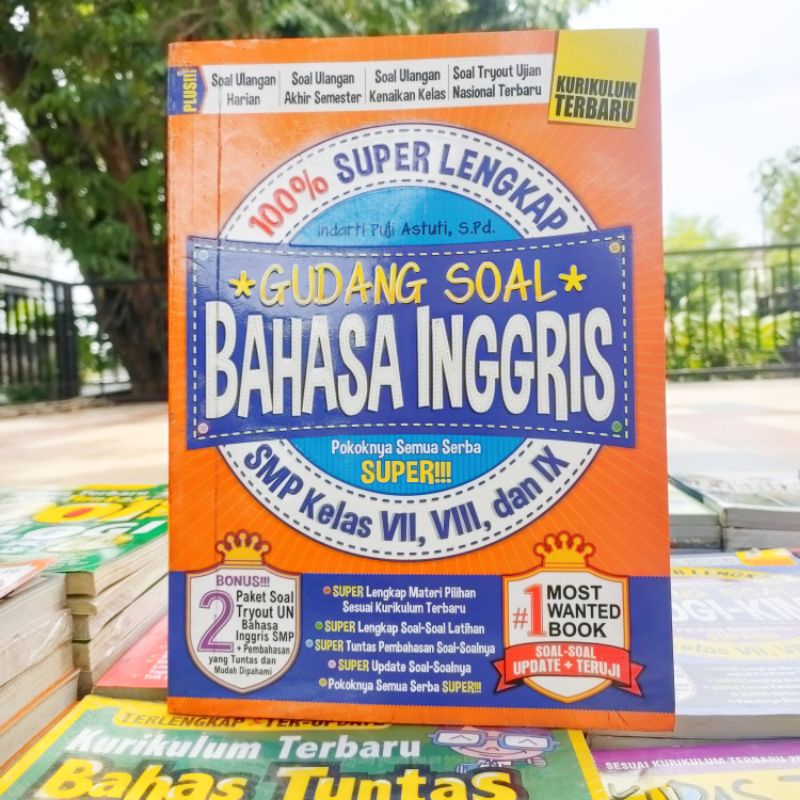 PLUS!!!
Soal Ulangan Harian
Soal Ulangan Akhir Semester
Soal Ulangan Kenaikan Kelas
Soal Tryout Ujian Nasional Terbaru
KURIKULUM
TERBARU
100% SUPER LENGKAP
Indarti Puji Astuti, S.Pd.
GUDANG SOAL
BAHASA INGGRIS
Pokoknya Semua Serba
SUPER!!!
SMP Kelas VII, VIII, dan IX
BONUS!!!
2 Paket Soal
Tryout UN
Bahasa
Inggris SMP
+ Pembahasan
yang Tuntas dan
Mudah Dipahami
SUPER Lengkap Materi Pilihan
Sesuai Kurikulum Terbaru
SUPER Lengkap Soal-Soal Latihan
SUPER Tuntas Pembahasan Soal-Soalnya
SUPER Update Soal-Soalnya
Pokoknya Semua Serba SUPER!!!
#1 MOST
WANTED
BOOK
SOAL-SOAL
UPDATE + TERUJI
TERLENGKAP & TER-UPDATE
Kurikulum Terbaru
Bahas Tuntas
SESUAI KURIKULUM TERBARU